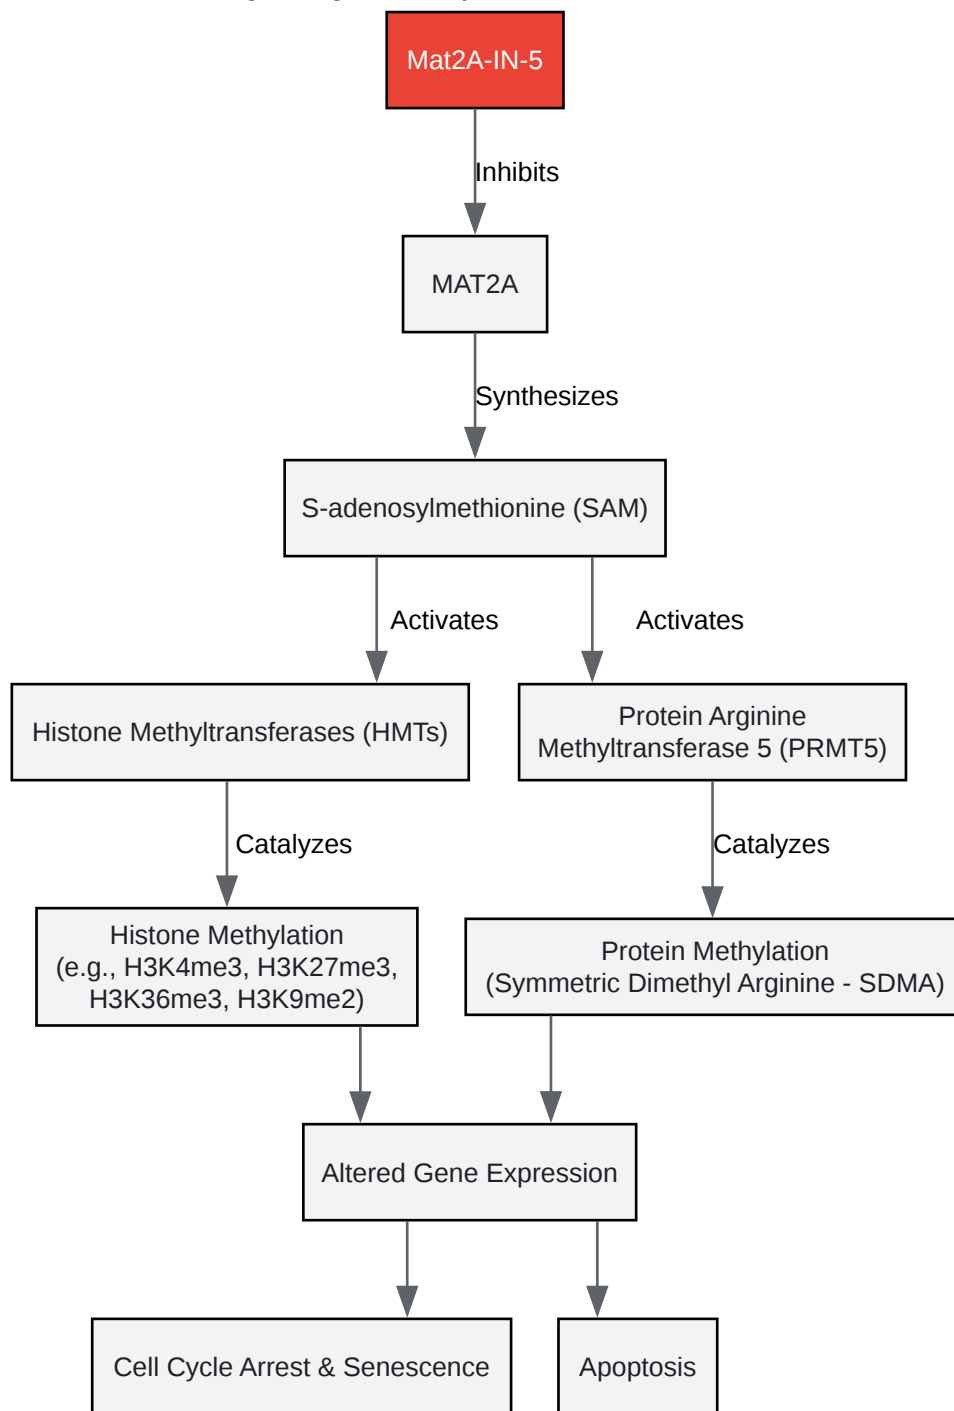 Mat2A-IN-5
Inhibits
MAT2A
Synthesizes
S-adenosylmethionine (SAM)
Activates
Activates
Histone Methyltransferases (HMTs)
Protein Arginine
Methyltransferase 5 (PRMT5)
Catalyzes
Catalyzes
Histone Methylation
(e.g., H3K4me3, H3K27me3,
H3K36me3, H3K9me2)
Protein Methylation
(Symmetric Dimethyl Arginine - SDMA)
Altered Gene Expression
Cell Cycle Arrest & Senescence
Apoptosis